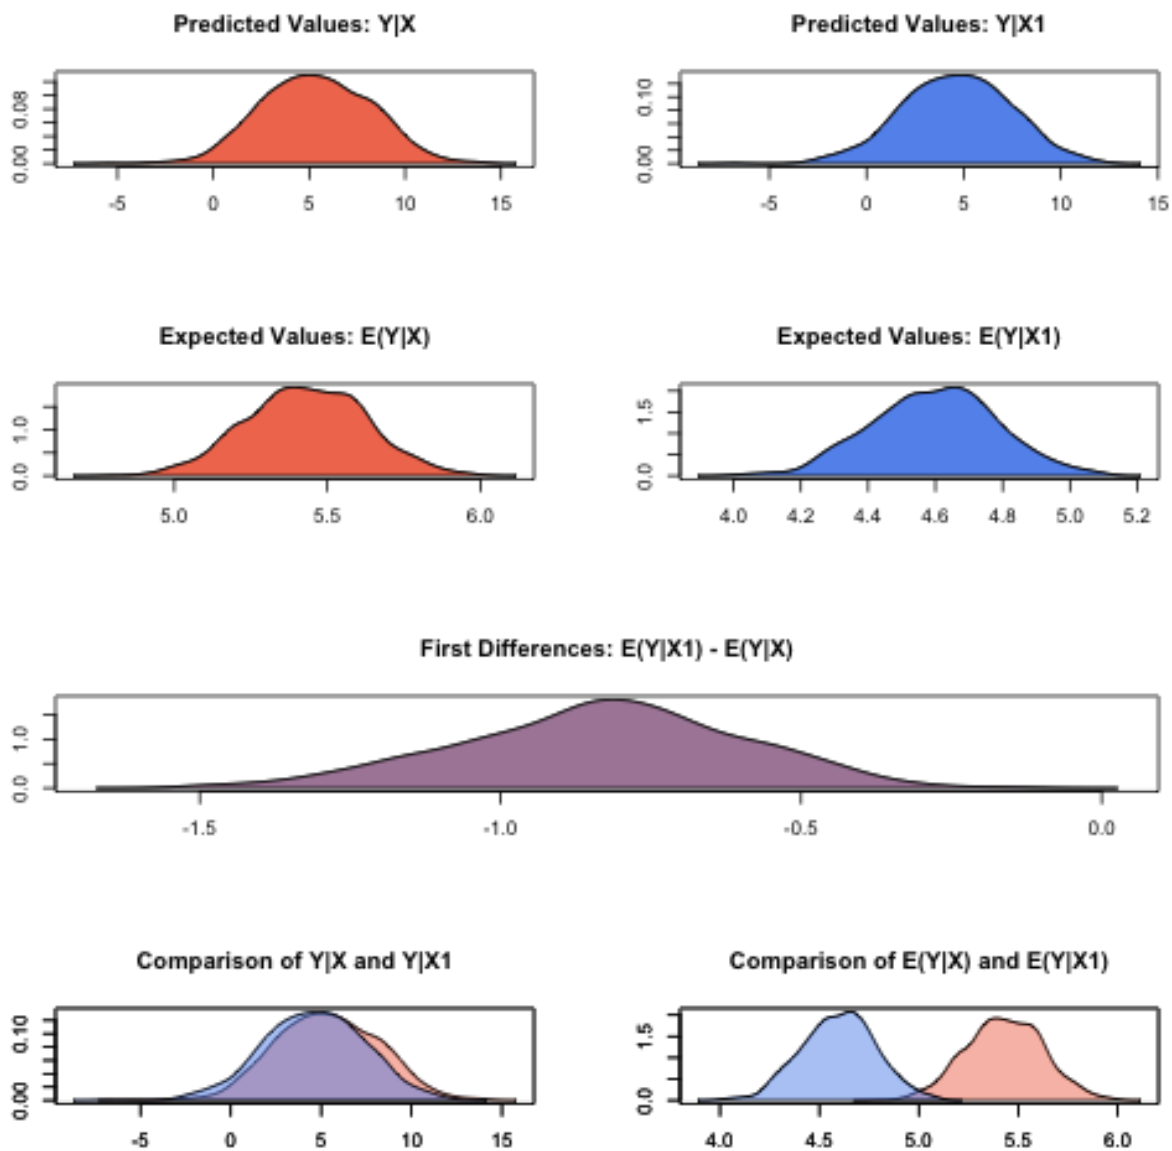 Predicted Values: Y|X
0.00 0.08
-5 0 5 10 15
Predicted Values: Y|X1
0.00 0.10
-5 0 5 10 15
Expected Values: E(Y|X)
0.0 1.0
5.0 5.5 6.0
Expected Values: E(Y|X1)
0.0 1.5
4.0 4.2 4.4 4.6 4.8 5.0 5.2
First Differences: E(Y|X1) - E(Y|X)
0.0 1.0
-1.5 -1.0 -0.5 0.0
Comparison of Y|X and Y|X1
0.00 0.10
-5 0 5 10 15
Comparison of E(Y|X) and E(Y|X1)
0.0 1.5
4.0 4.5 5.0 5.5 6.0